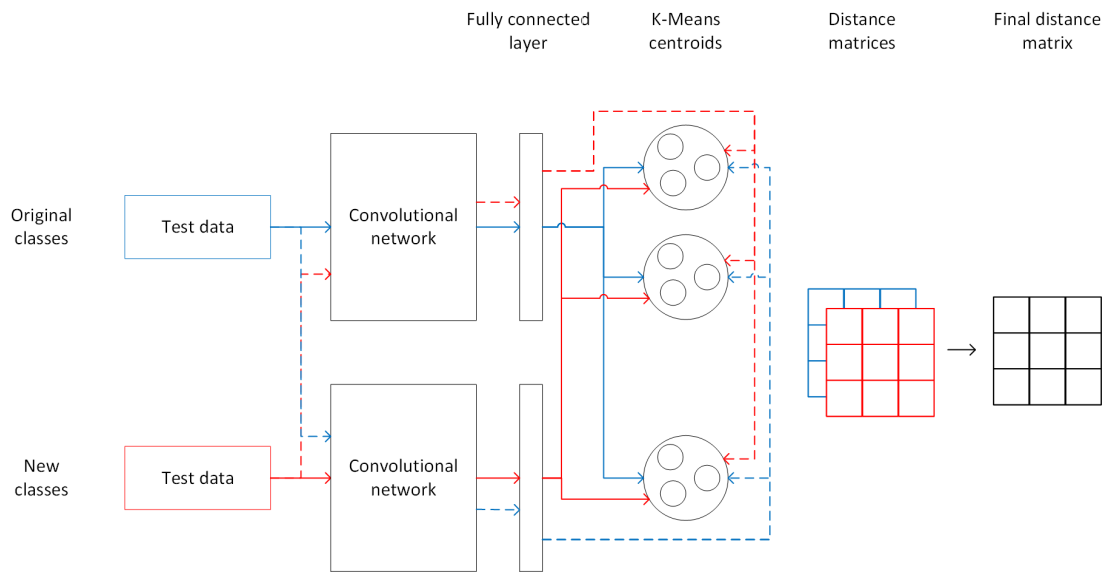 Fully connected
layer
K-Means
centroids
Distance
matrices
Final distance
matrix
Original
classes
Test data
Convolutional
network
New
classes
Test data
Convolutional
network